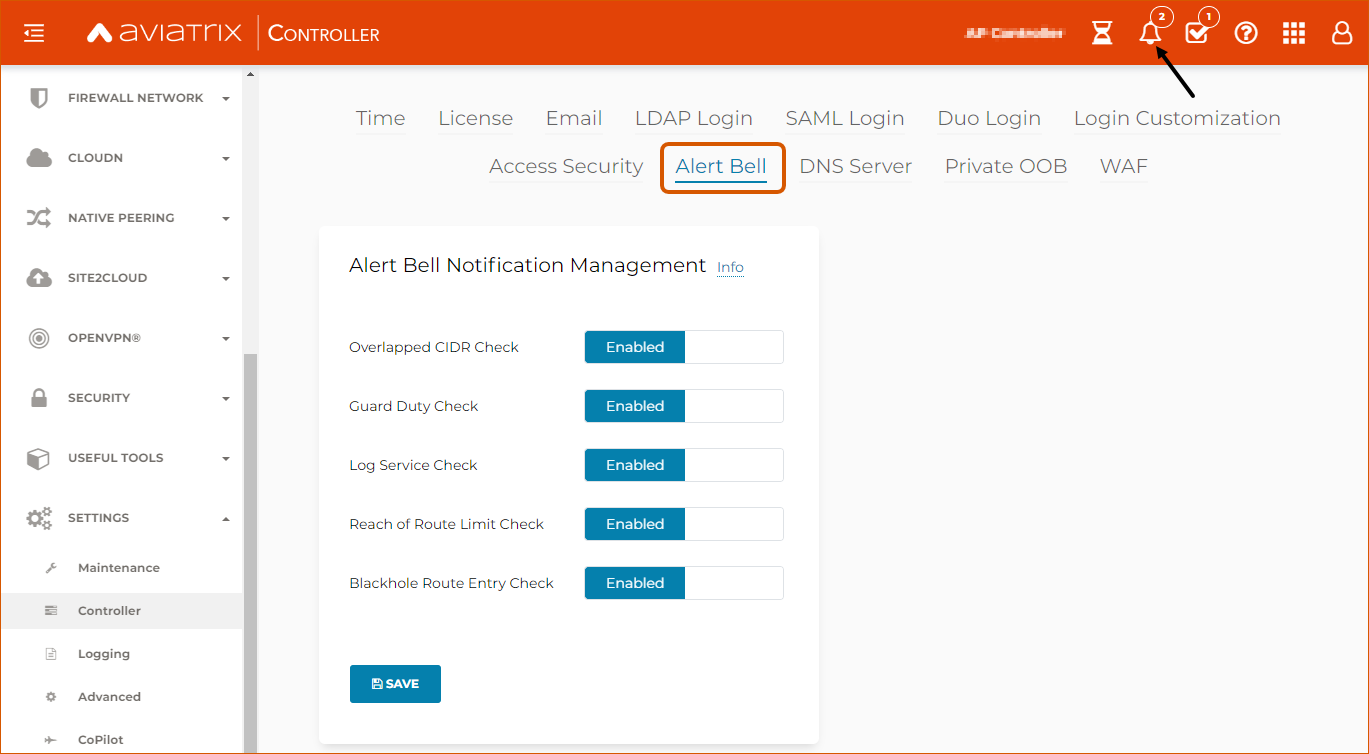 aviatrix CONTROLLER
2
1
FIREWALL NETWORK
CLOUDN
NATIVE PEERING
SITE2CLOUD
OPENVPN®
SECURITY
USEFUL TOOLS
SETTINGS
Maintenance
Controller
Logging
Advanced
CoPilot
Time License Email LDAP Login SAML Login Duo Login Login Customization
Access Security Alert Bell DNS Server Private OOB WAF
Alert Bell Notification Management Info
Overlapped CIDR Check Enabled
Guard Duty Check Enabled
Log Service Check Enabled
Reach of Route Limit Check Enabled
Blackhole Route Entry Check Enabled
SAVE